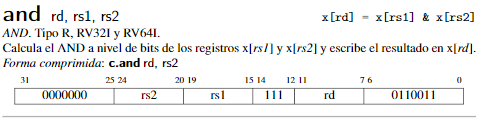 and rd, rs1, rs2 x[rd] = x[rs1] & x[rs2]
AND. Tipo R, RV32I y RV64I.
Calcula el AND a nivel de bits de los registros x[rs1] y x[rs2] y escribe el resultado en x[rd].
Forma comprimida: c.and rd, rs2
31 25 24 20 19 15 14 12 11 7 6 0
0000000 rs2 rs1 111 rd 0110011